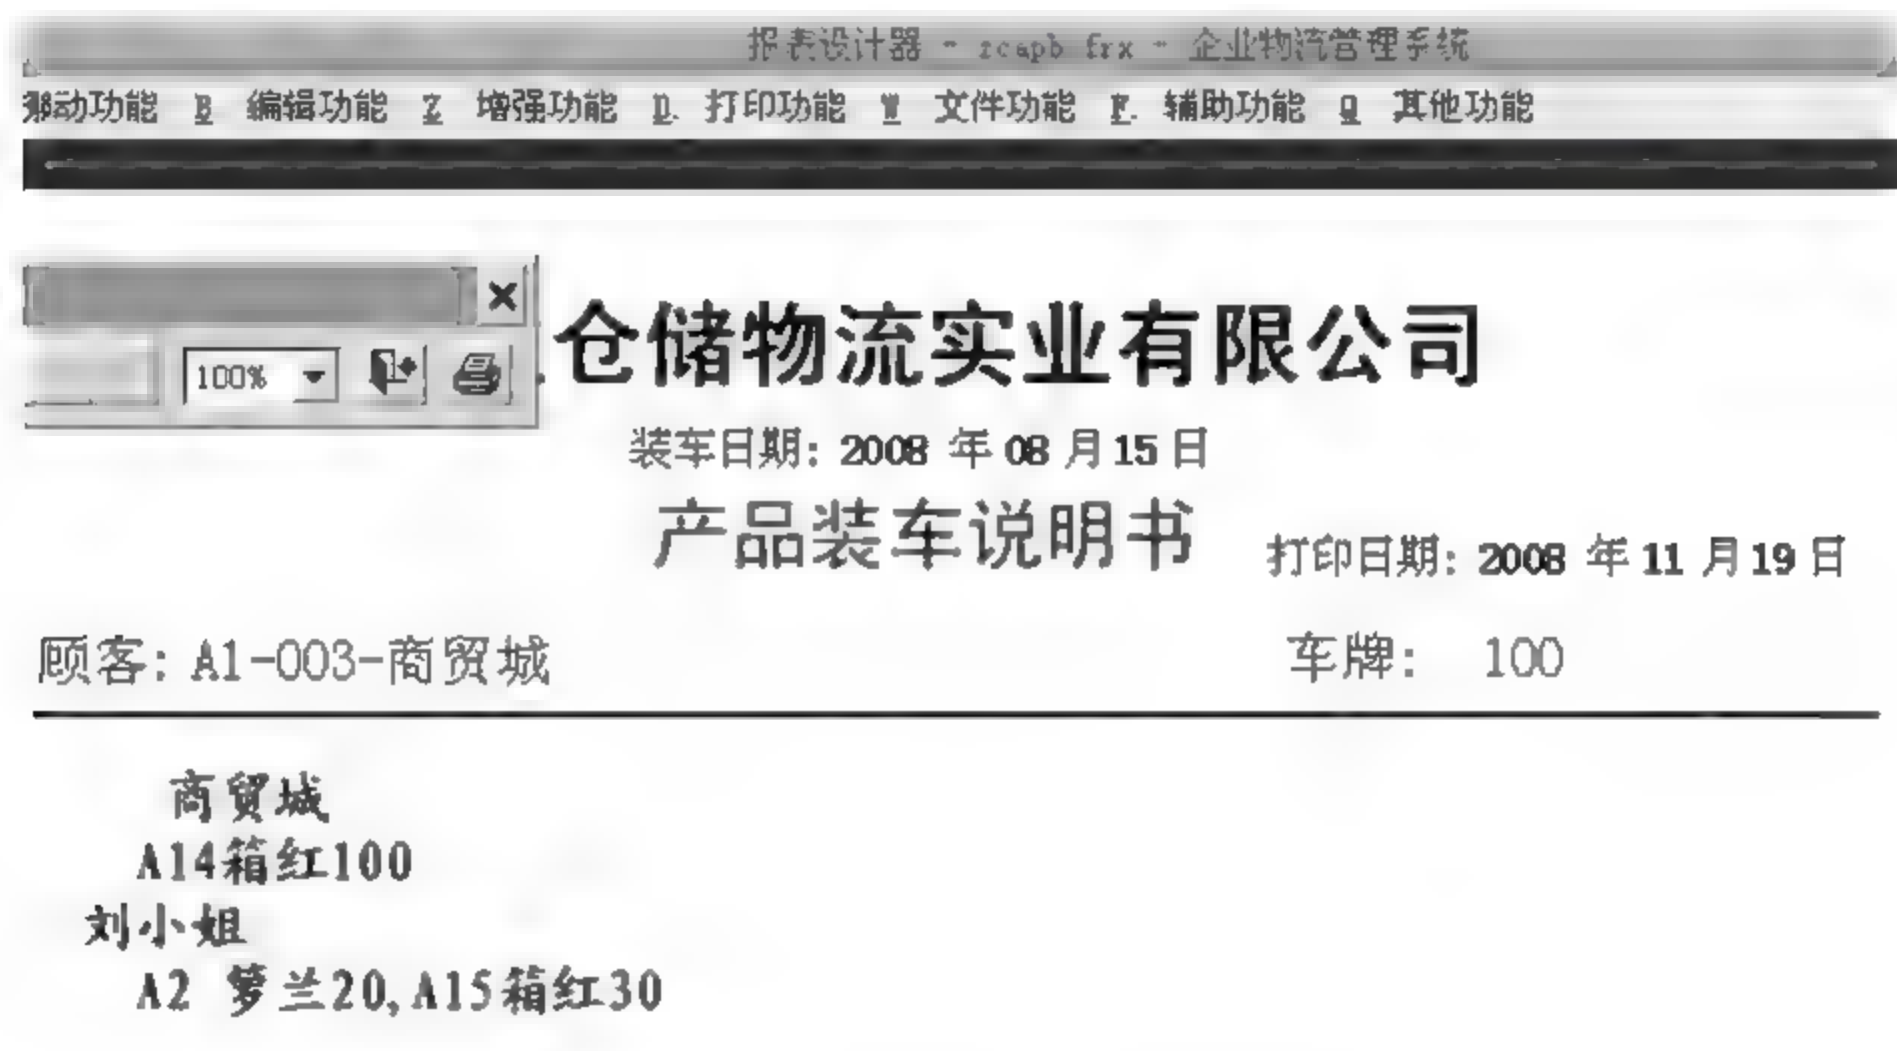 报表设计器 - zcapb frx - 企业物流管理系统
移动功能 B 编辑功能 Z 增强功能 D. 打印功能 W 文件功能 F. 辅助功能 Q 其他功能
100%
仓储物流实业有限公司
装车日期: 2008 年 08 月 15 日
产品装车说明书
打印日期: 2008 年 11 月 19 日
顾客: A1-003-商贸城 车牌: 100
商贸城
A14箱红100
刘小姐
A2 萝兰20,A15箱红30